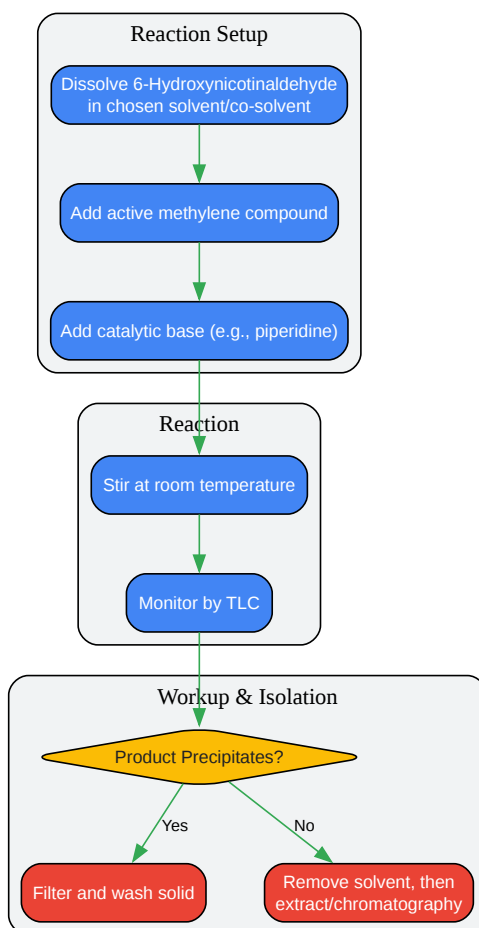 Reaction Setup
Dissolve 6-Hydroxynicotinaldehyde
in chosen solvent/co-solvent
Add active methylene compound
Add catalytic base (e.g., piperidine)
Reaction
Stir at room temperature
Monitor by TLC
Workup & Isolation
Product Precipitates?
Yes
No
Filter and wash solid
Remove solvent, then
extract/chromatography